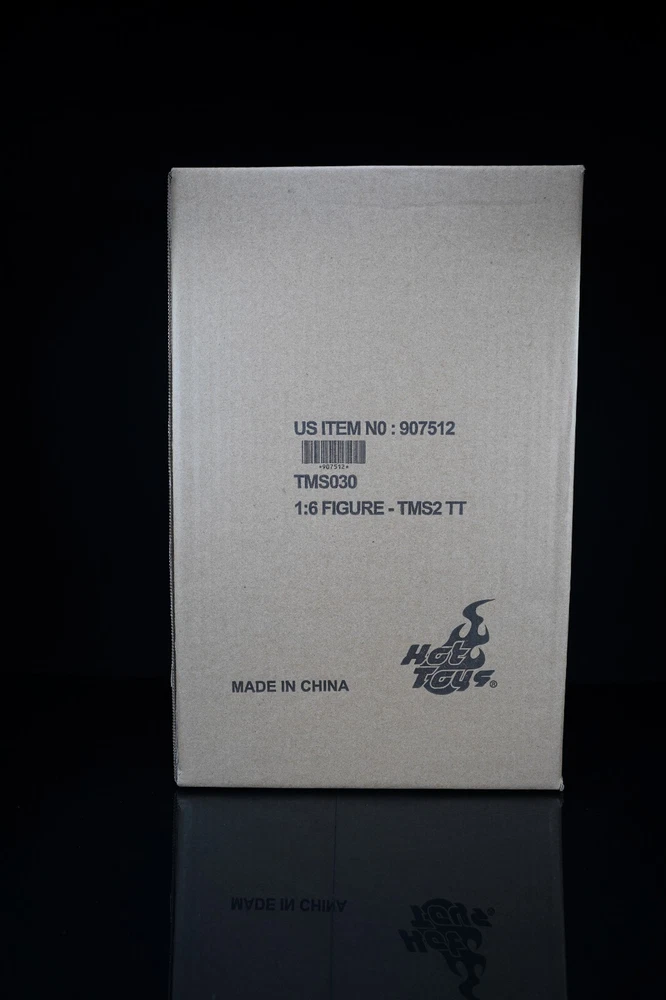 US ITEM N0 : 907512
*907512*
TMS030
1:6 FIGURE - TMS2 TT
Hot
Toys®
MADE IN CHINA